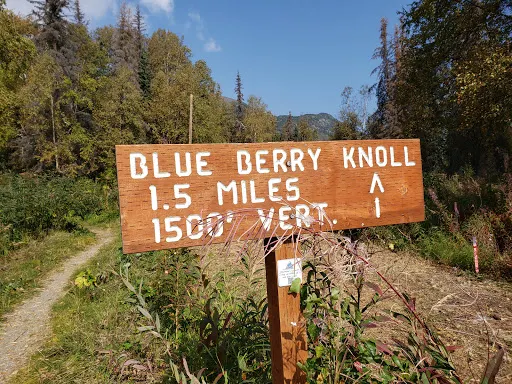 BLUE BERRY KNOLL
1.5 MILES
1500' VERT.